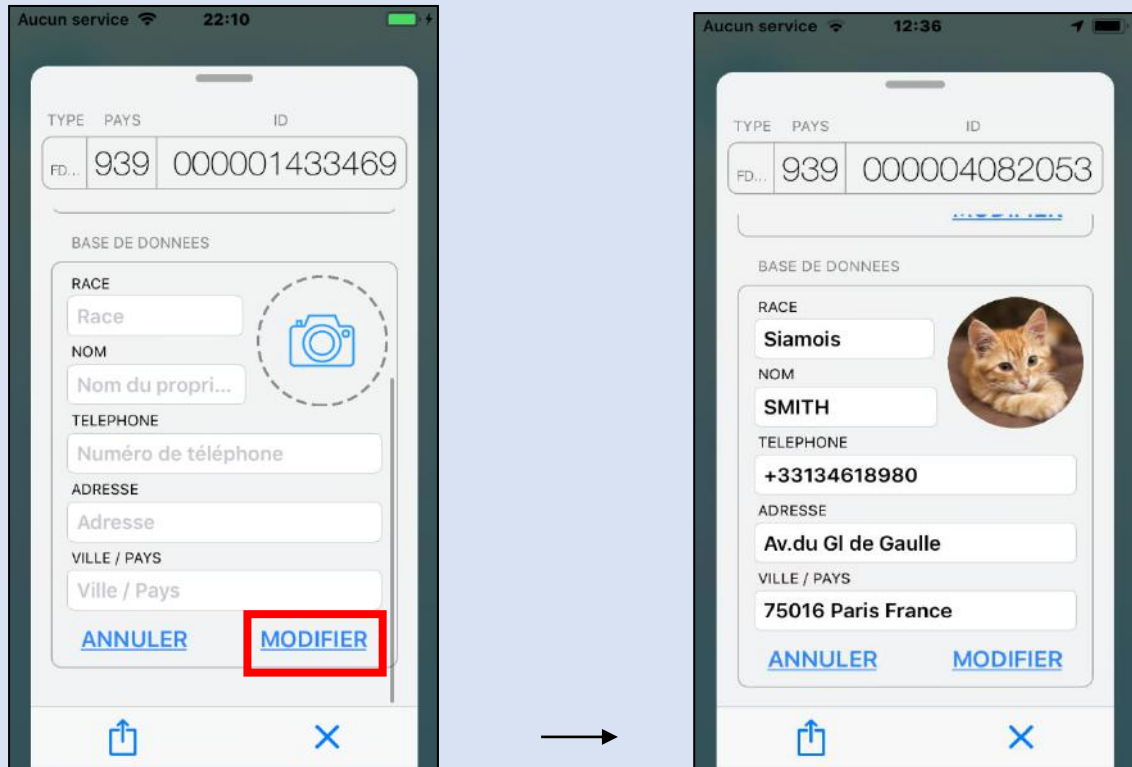 Aucun service 22:10
TYPE PAYS ID
FD... 939 000001433469
BASE DE DONNEES
RACE
Race
NOM
Nom du propri...
TELEPHONE
Numéro de téléphone
ADRESSE
Adresse
VILLE / PAYS
Ville / Pays
ANNULER MODIFIER
Aucun service 12:36
TYPE PAYS ID
FD... 939 000004082053
MODIFIER
BASE DE DONNEES
RACE
Siamois
NOM
SMITH
TELEPHONE
+33134618980
ADRESSE
Av.du Gl de Gaulle
VILLE / PAYS
75016 Paris France
ANNULER MODIFIER